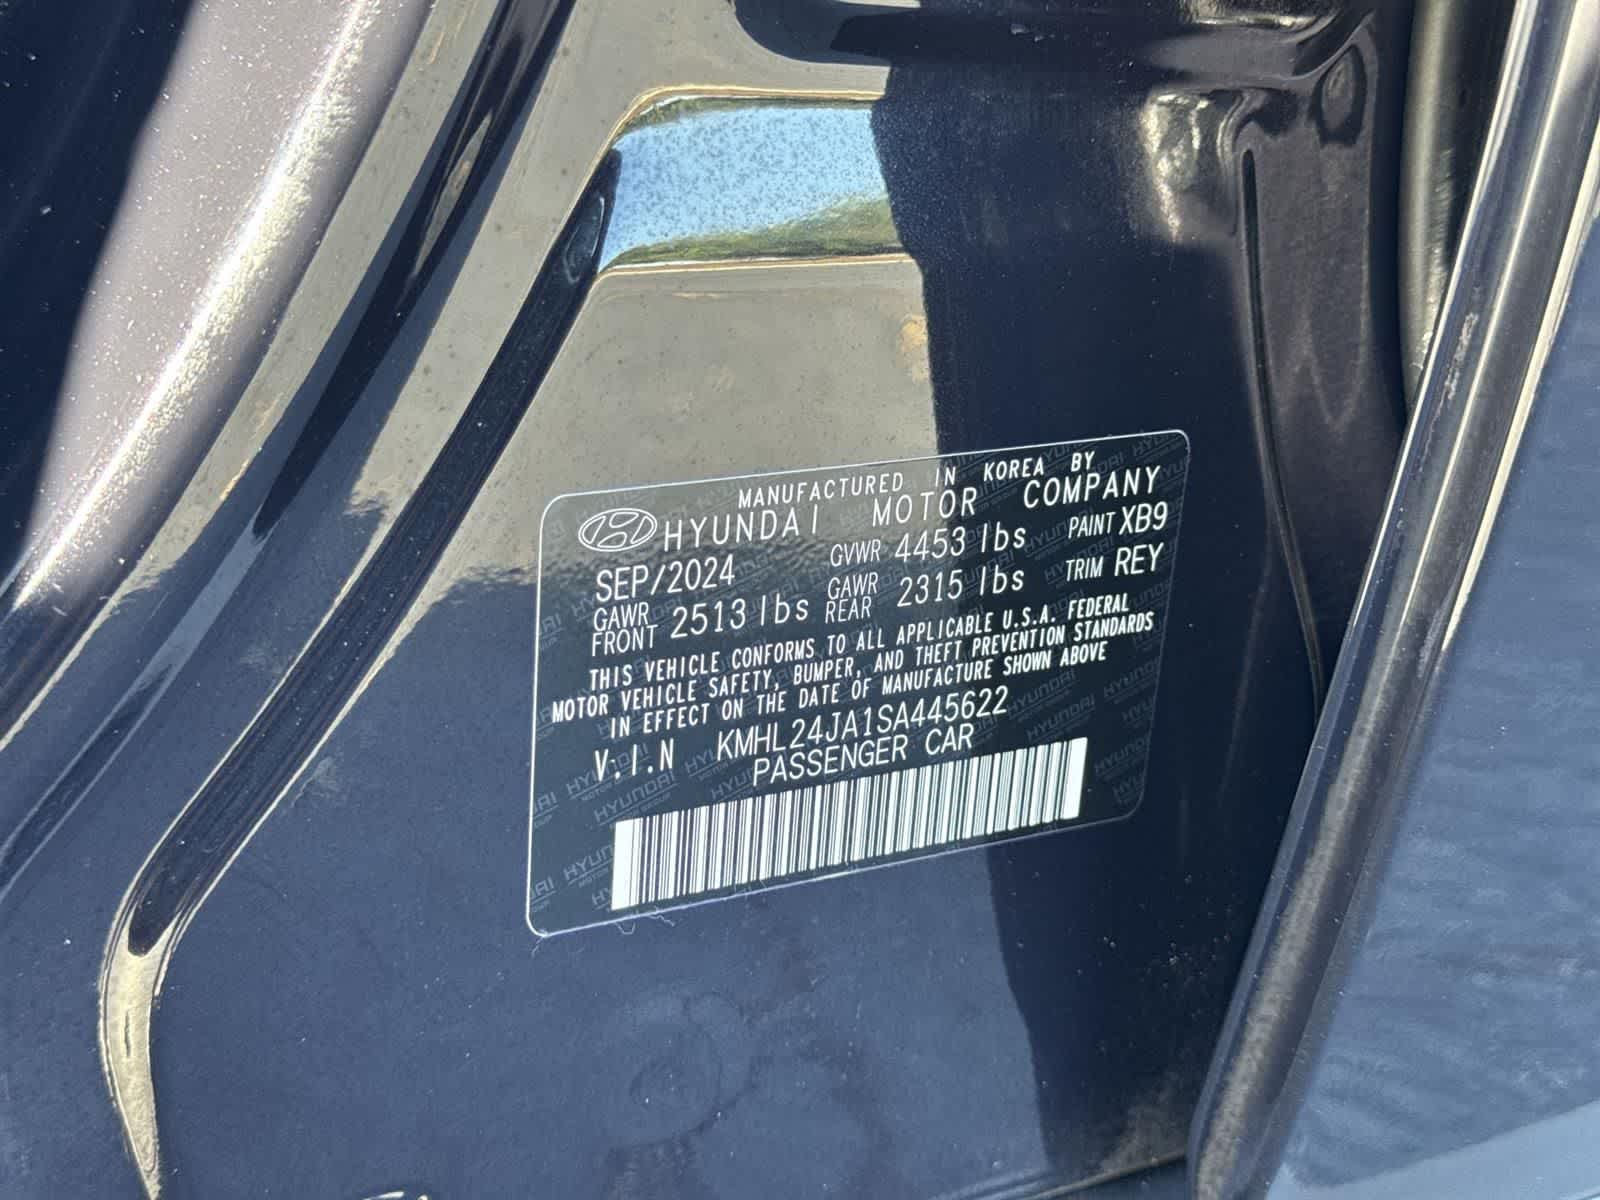 MANUFACTURED IN KOREA BY
HYUNDAI MOTOR COMPANY
SEP/2024 GVWR 4453 lbs PAINT XB9
GAWR FRONT 2513 lbs GAWR REAR 2315 lbs TRIM REY
THIS VEHICLE CONFORMS TO ALL APPLICABLE U.S.A. FEDERAL
MOTOR VEHICLE SAFETY, BUMPER, AND THEFT PREVENTION STANDARDS
IN EFFECT ON THE DATE OF MANUFACTURE SHOWN ABOVE
V.I.N KMHL24JA1SA445622
PASSENGER CAR